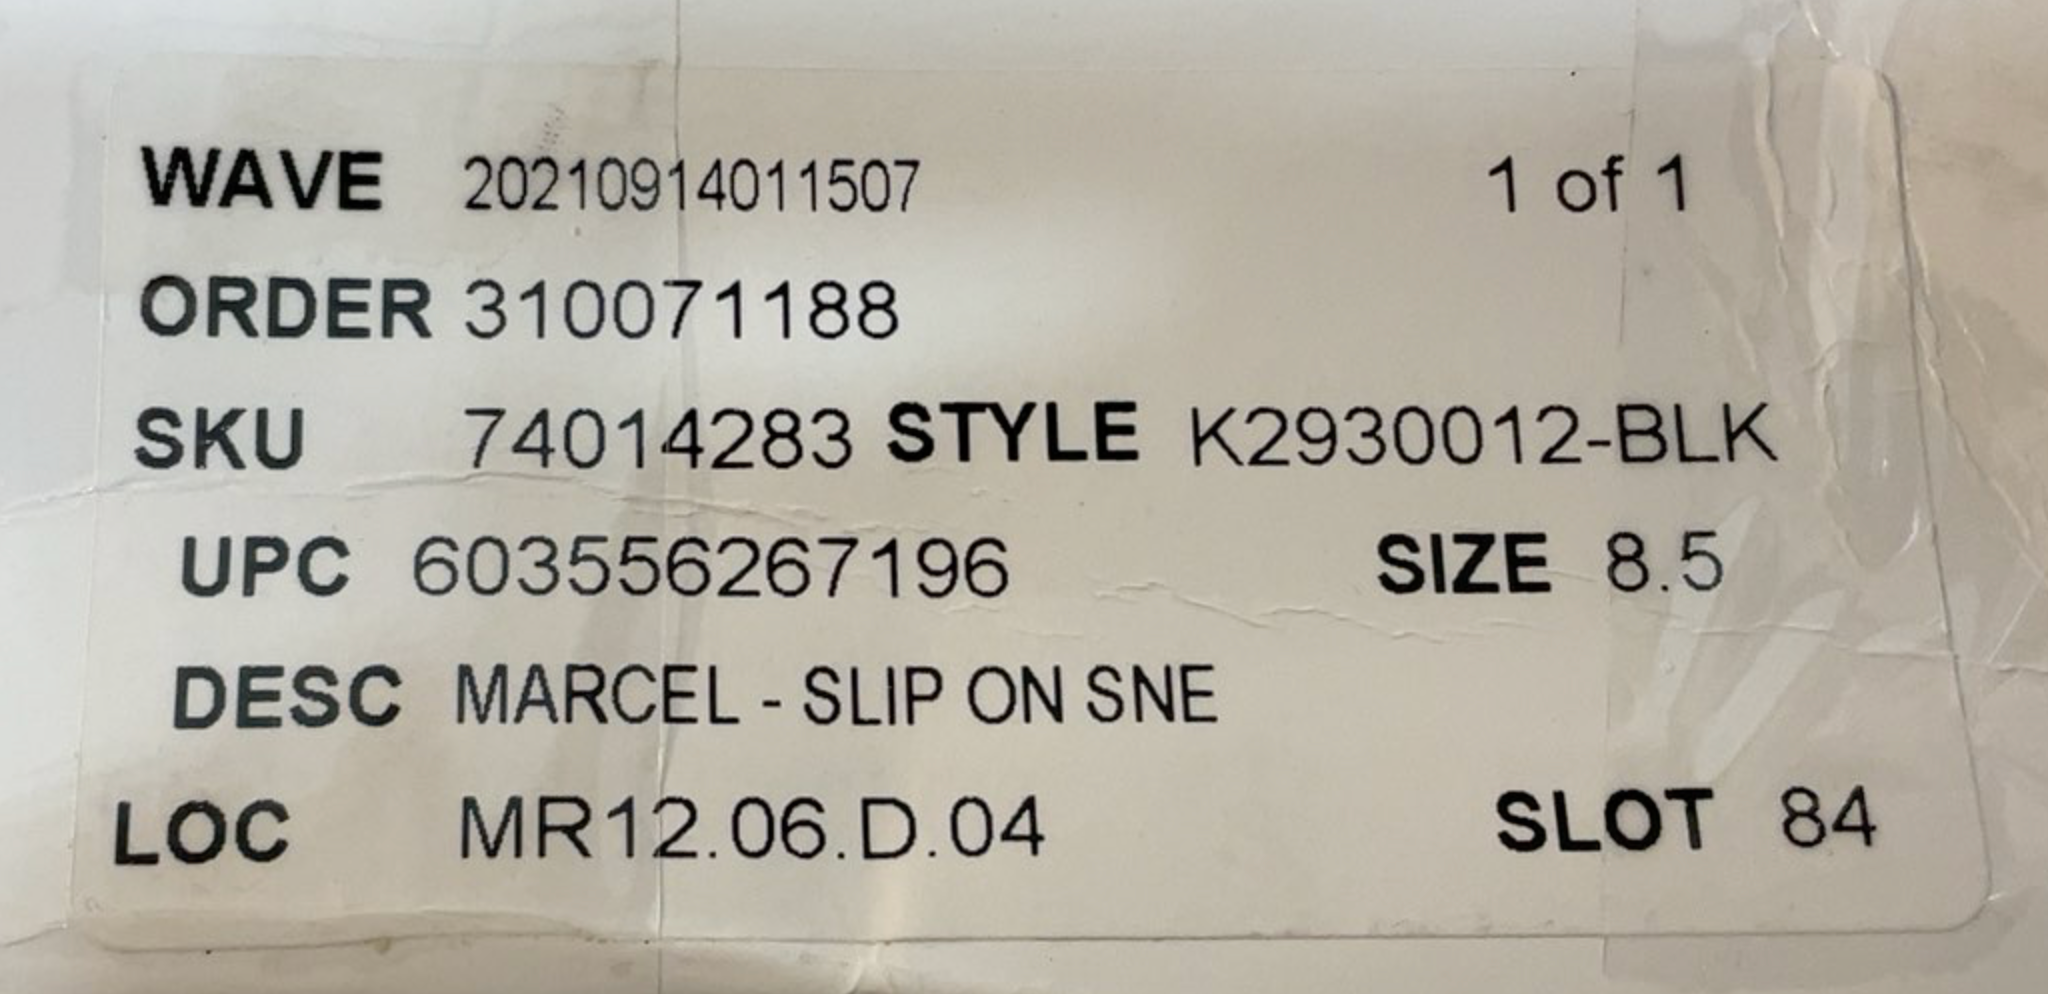 WAVE 20210914011507 1 of 1
ORDER 310071188
SKU 74014283 STYLE K2930012-BLK
UPC 603556267196 SIZE 8.5
DESC MARCEL - SLIP ON SNE
LOC MR12.06.D.04 SLOT 84